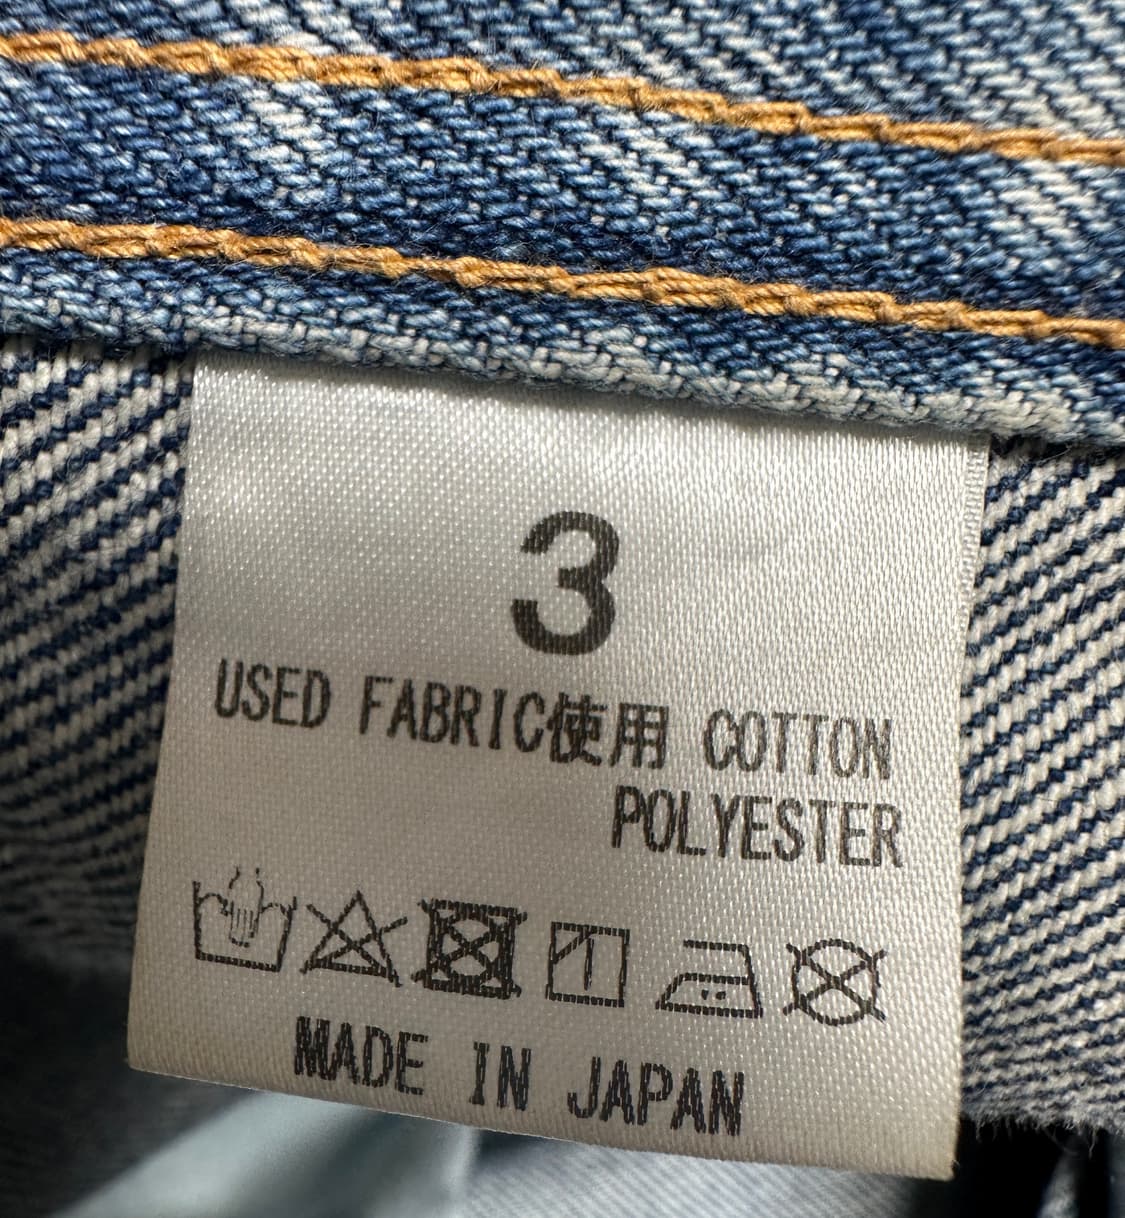 3
USED FABRIC使用 COTTON
POLYESTER
MADE IN JAPAN